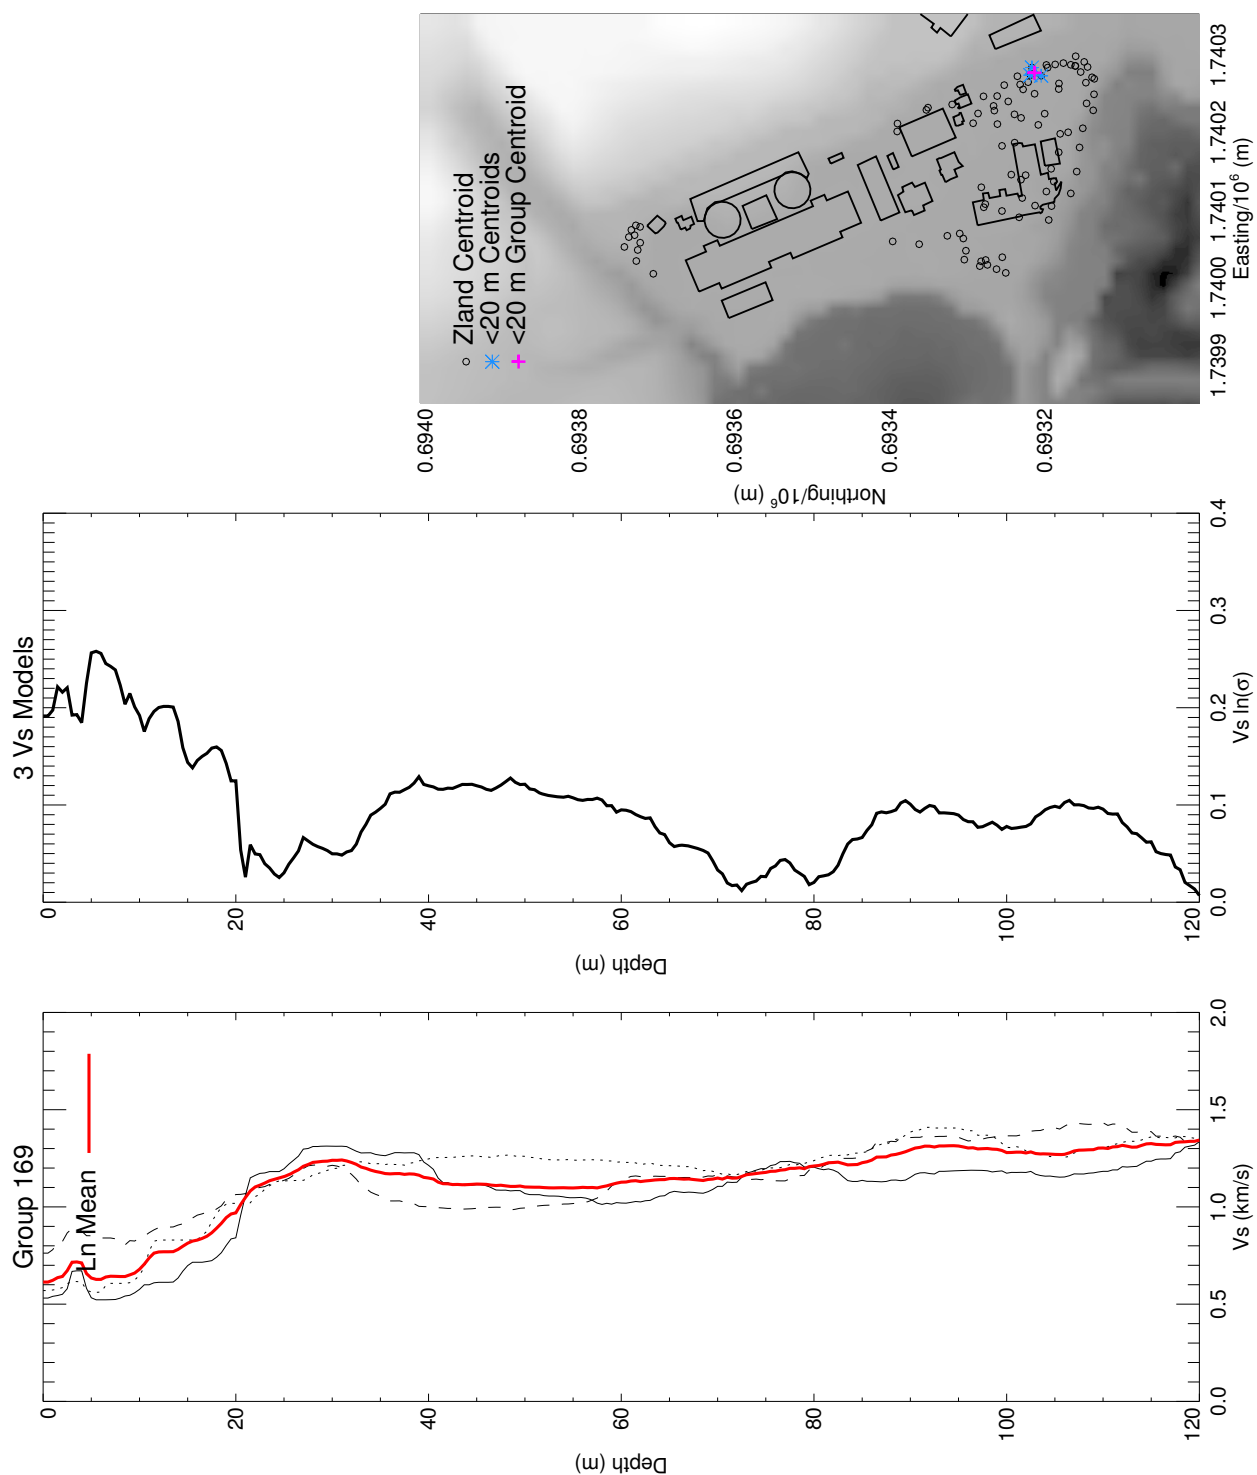 Group 169
Ln Mean
0
20
40
60
80
100
120
Depth (m)
0.0
0.5
1.0
1.5
2.0
Vs (km/s)
3 Vs Models
0
20
40
60
80
100
120
Depth (m)
0.0
0.1
0.2
0.3
0.4
Vs ln(σ)
Zland Centroid
<20 m Centroids
<20 m Group Centroid
0.6940
0.6938
0.6936
0.6934
0.6932
Northing/10⁶ (m)
1.7399
1.7400
1.7401
1.7402
1.7403
Easting/10⁶ (m)